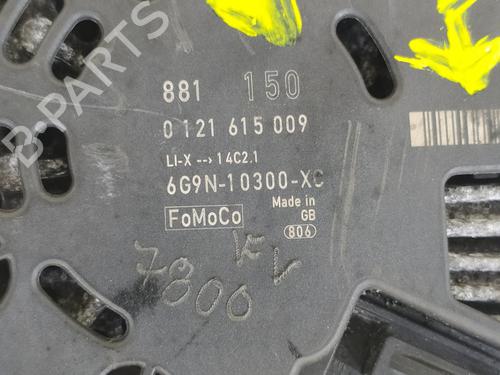 B-PARTS
881 150
0 121 615 009
LI-X --> 14C2.1
6G9N-10300-XC
FoMoCo
Made in
GB
806
7800